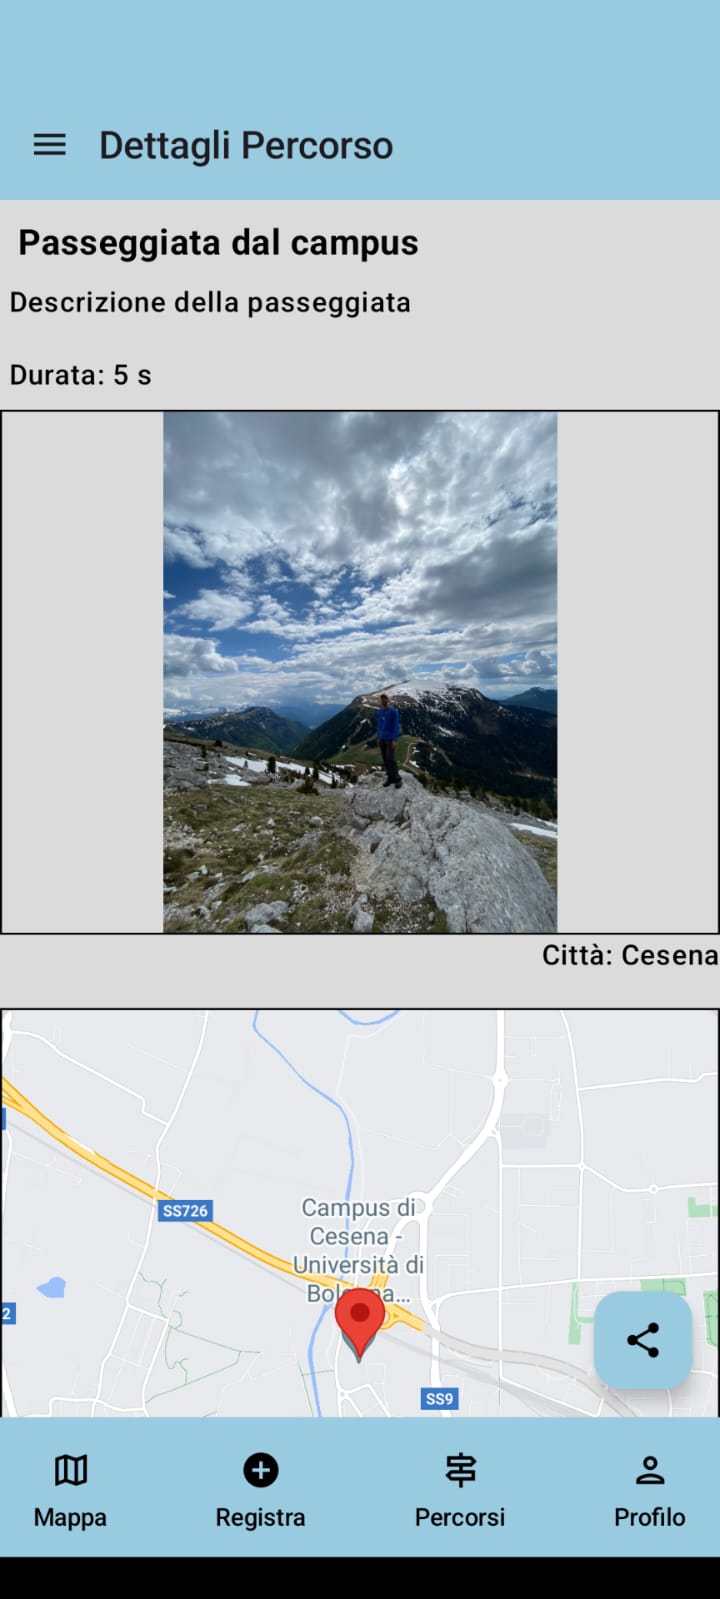 Dettagli Percorso
Passeggiata dal campus
Descrizione della passeggiata
Durata: 5 s
Città: Cesena
SS726
Campus di
Cesena -
Università di
2
SS9
Mappa
Registra
Percorsi
Profilo